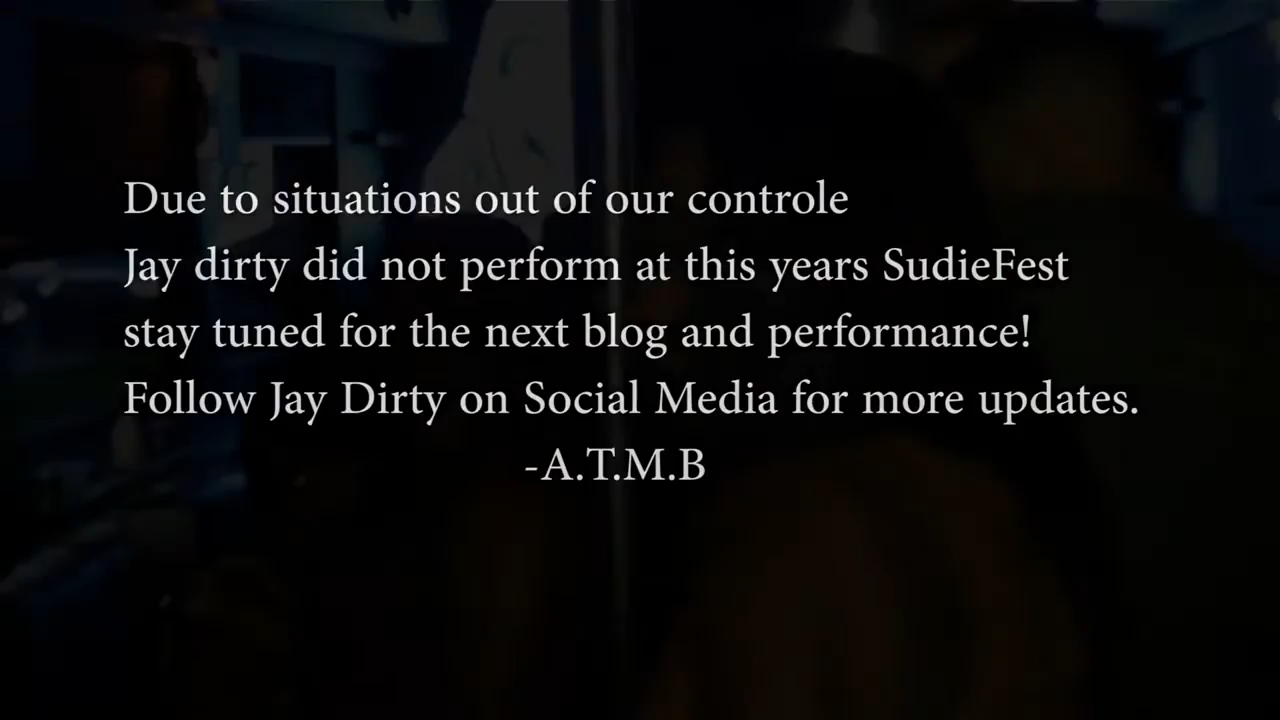 Due to situations out of our controle
Jay dirty did not perform at this years SudieFest
stay tuned for the next blog and performance!
Follow Jay Dirty on Social Media for more updates.
-A.T.M.B